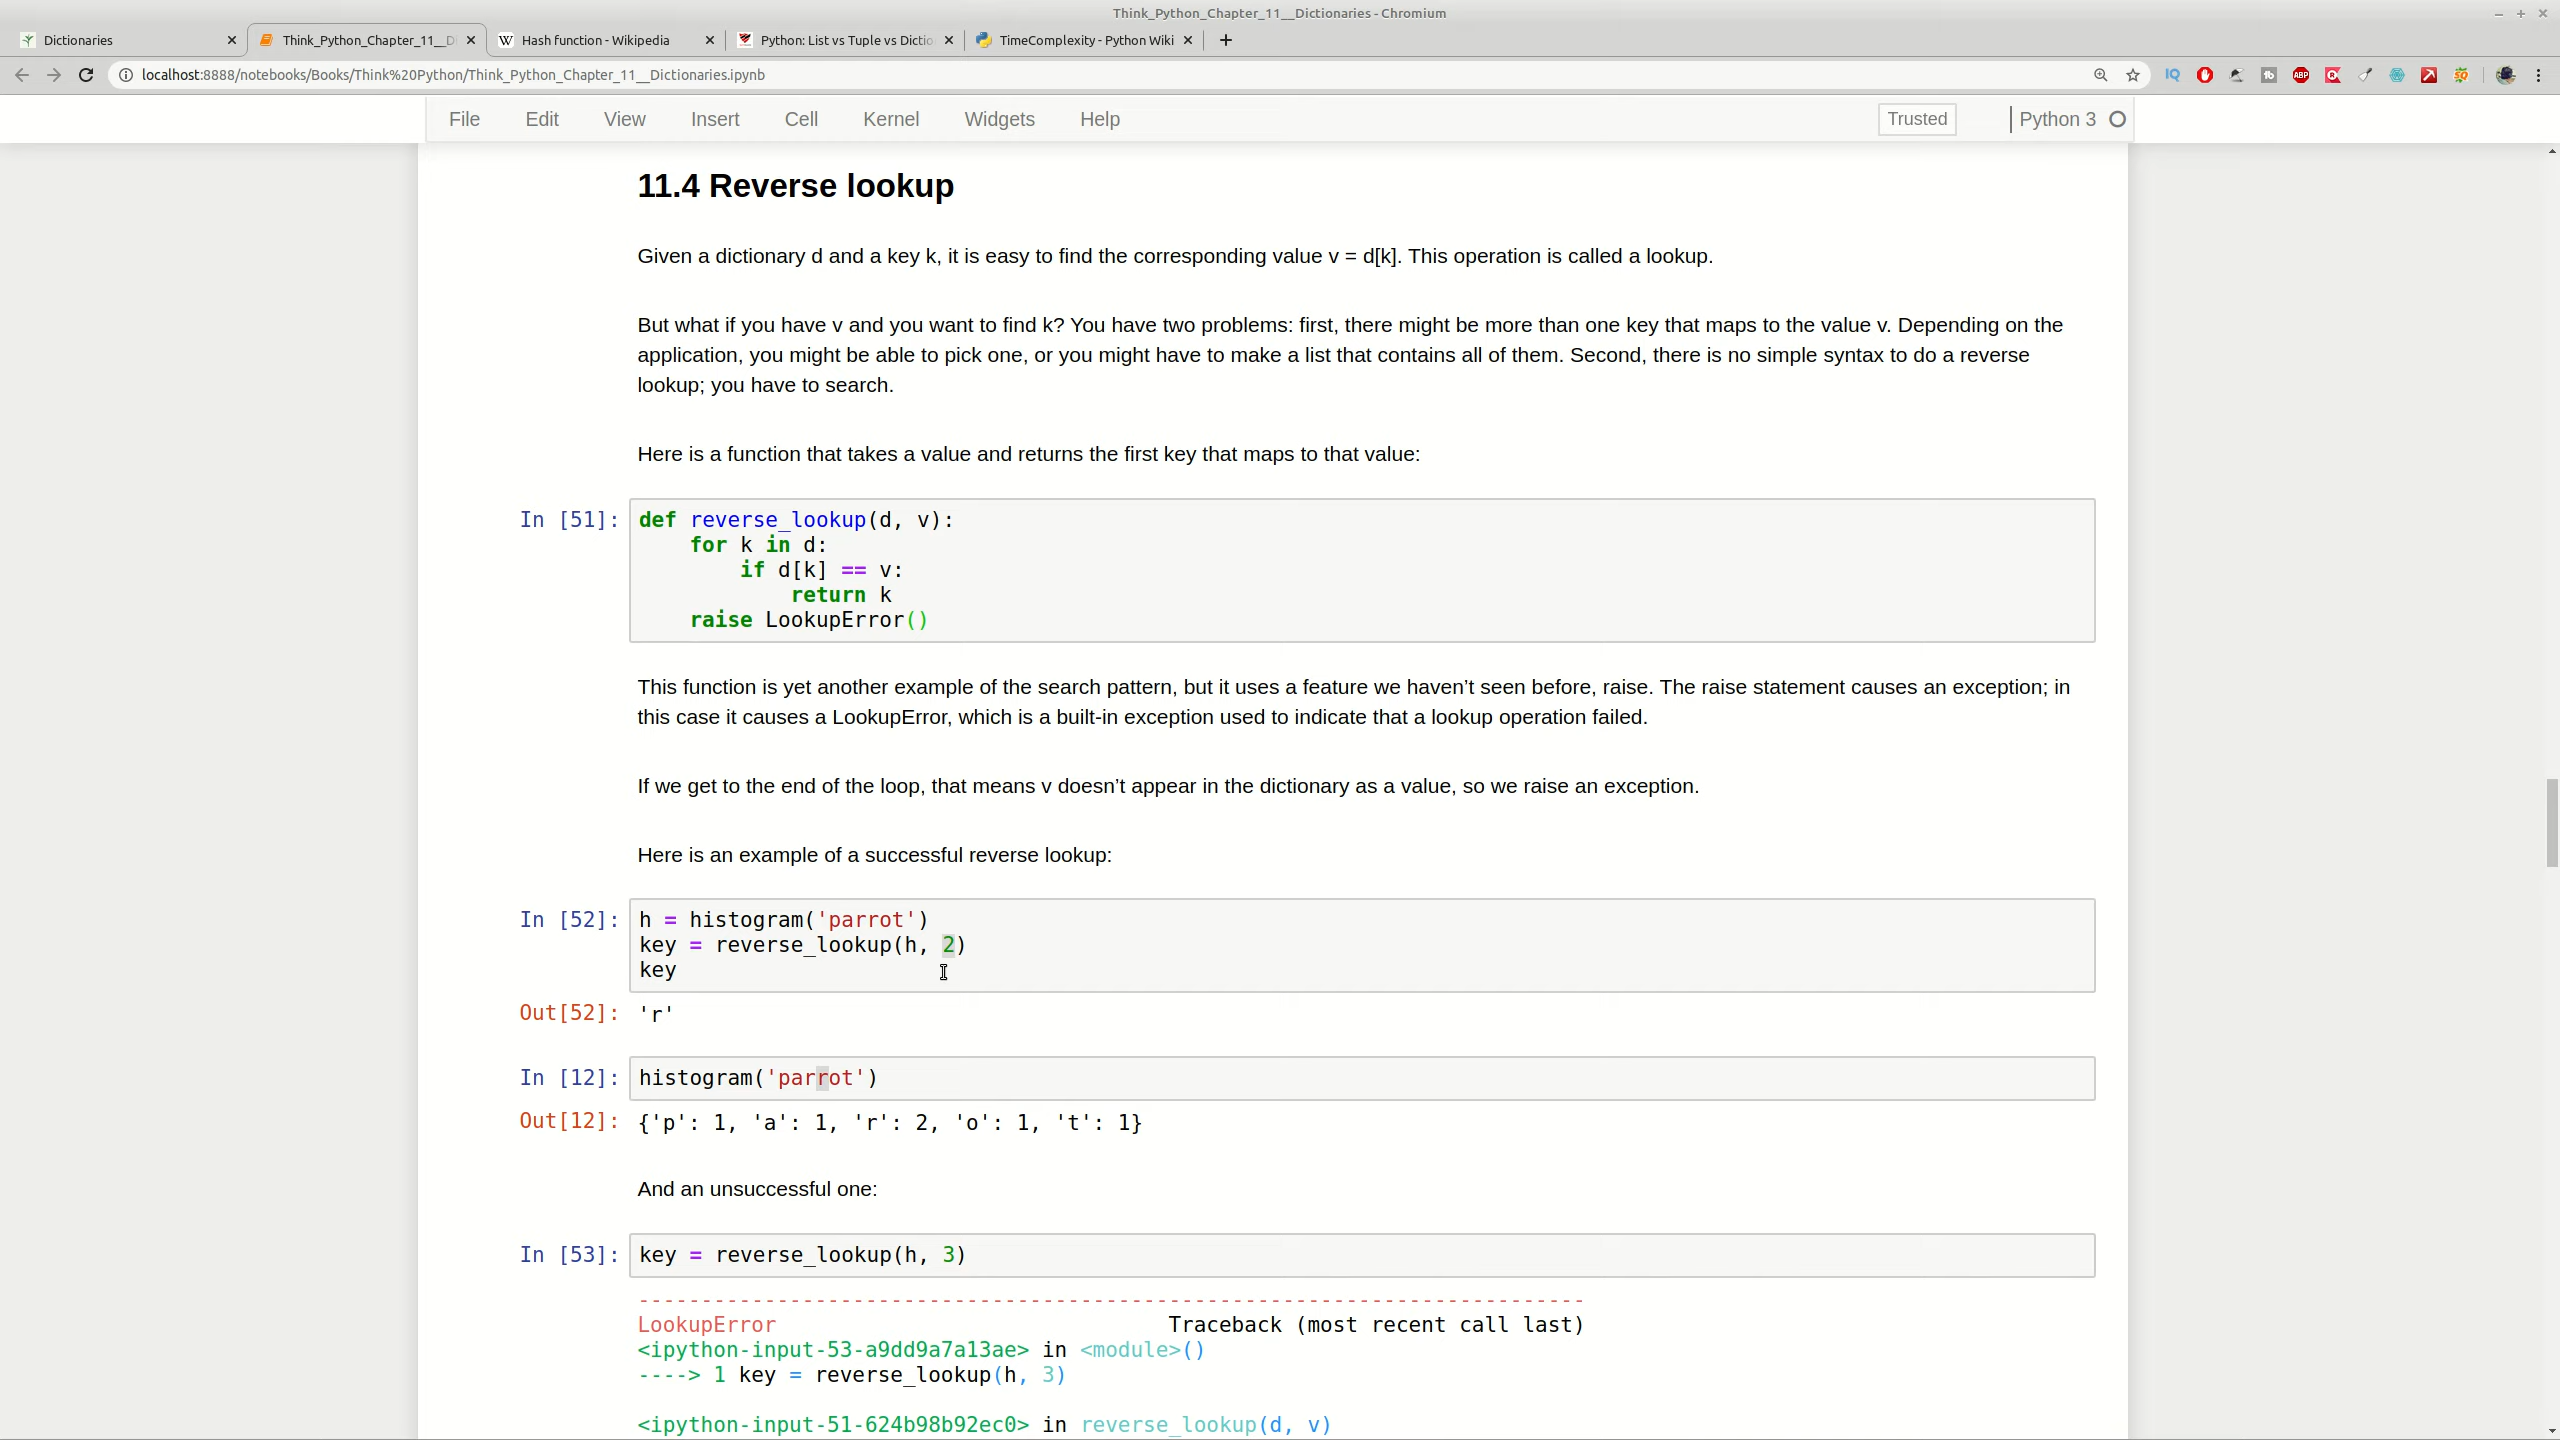 Think_Python_Chapter_11__Dictionaries - Chromium
Dictionaries
Think_Python_Chapter_11__D
Hash function - Wikipedia
Python: List vs Tuple vs Dictio
TimeComplexity - Python Wiki
localhost:8888/notebooks/Books/Think%20Python/Think_Python_Chapter_11__Dictionaries.ipynb
File Edit View Insert Cell Kernel Widgets Help Trusted Python 3
11.4 Reverse lookup
Given a dictionary d and a key k, it is easy to find the corresponding value v = d[k]. This operation is called a lookup.
But what if you have v and you want to find k? You have two problems: first, there might be more than one key that maps to the value v. Depending on the
application, you might be able to pick one, or you might have to make a list that contains all of them. Second, there is no simple syntax to do a reverse
lookup; you have to search.
Here is a function that takes a value and returns the first key that maps to that value:
In [51]: def reverse_lookup(d, v):
for k in d:
if d[k] == v:
return k
raise LookupError()
This function is yet another example of the search pattern, but it uses a feature we haven’t seen before, raise. The raise statement causes an exception; in
this case it causes a LookupError, which is a built-in exception used to indicate that a lookup operation failed.
If we get to the end of the loop, that means v doesn’t appear in the dictionary as a value, so we raise an exception.
Here is an example of a successful reverse lookup:
In [52]: h = histogram('parrot')
key = reverse_lookup(h, 2)
key
Out[52]: 'r'
In [12]: histogram('parrot')
Out[12]: {'p': 1, 'a': 1, 'r': 2, 'o': 1, 't': 1}
And an unsuccessful one:
In [53]: key = reverse_lookup(h, 3)
---------------------------------------------------------------------------
LookupError Traceback (most recent call last)
<ipython-input-53-a9dd9a7a13ae> in <module>()
----> 1 key = reverse_lookup(h, 3)
<ipython-input-51-624b98b92ec0> in reverse_lookup(d, v)